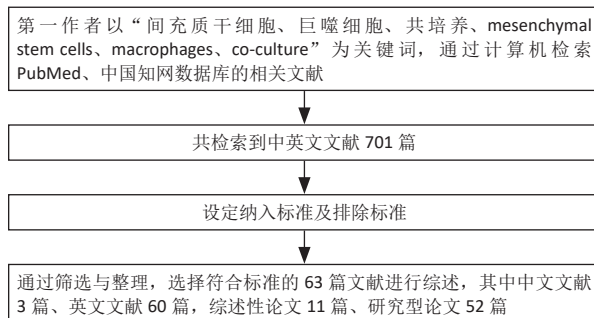 第一作者以“间充质干细胞、巨噬细胞、共培养、mesenchymal
stem cells、macrophages、co-culture”为关键词，通过计算机检索
PubMed、中国知网数据库的相关文献
共检索到中英文文献 701 篇
设定纳入标准及排除标准
通过筛选与整理，选择符合标准的 63 篇文献进行综述，其中中文文献
3 篇、英文文献 60 篇，综述性论文 11 篇、研究型论文 52 篇